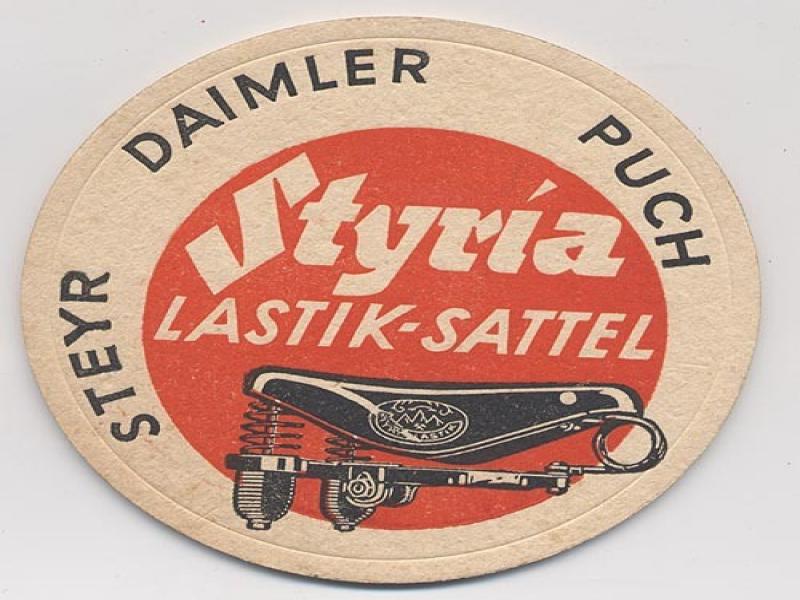 STEYR DAIMLER PUCH
Styria
LASTIK-SATTEL